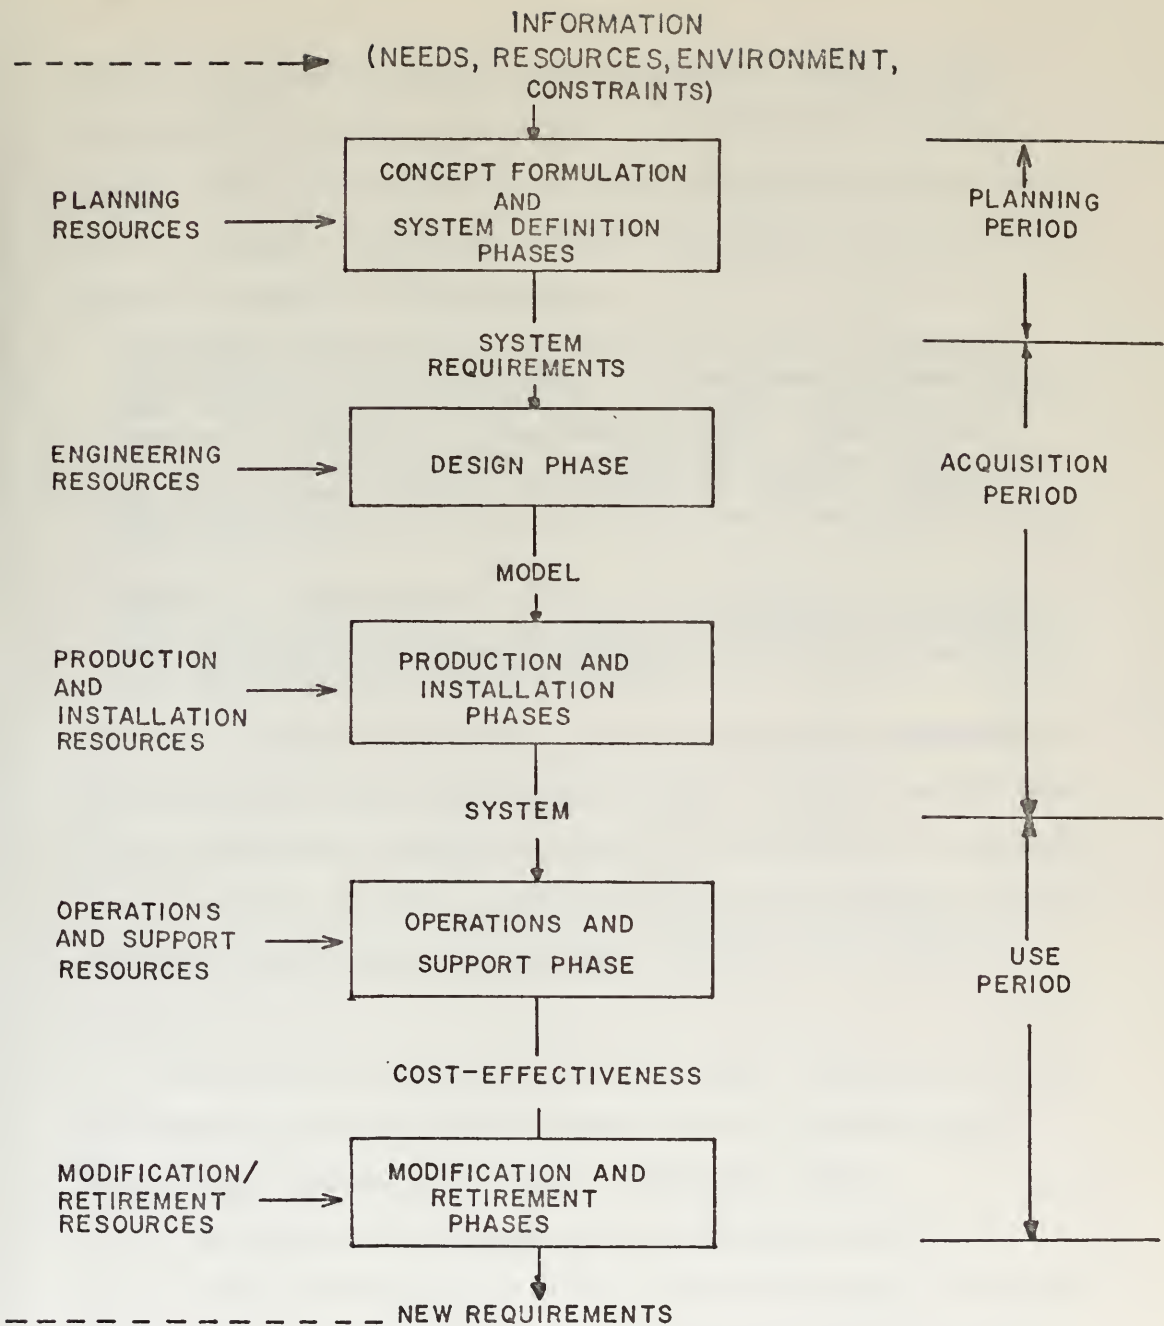 INFORMATION
(NEEDS, RESOURCES, ENVIRONMENT,
CONSTRAINTS)
PLANNING
RESOURCES
CONCEPT FORMULATION
AND
SYSTEM DEFINITION
PHASES
PLANNING
PERIOD
SYSTEM
REQUIREMENTS
ENGINEERING
RESOURCES
DESIGN PHASE
ACQUISITION
PERIOD
MODEL
PRODUCTION
AND
INSTALLATION
RESOURCES
PRODUCTION AND
INSTALLATION
PHASES
SYSTEM
OPERATIONS
AND SUPPORT
RESOURCES
OPERATIONS AND
SUPPORT PHASE
USE
PERIOD
COST-EFFECTIVENESS
MODIFICATION/
RETIREMENT
RESOURCES
MODIFICATION AND
RETIREMENT
PHASES
NEW REQUIREMENTS